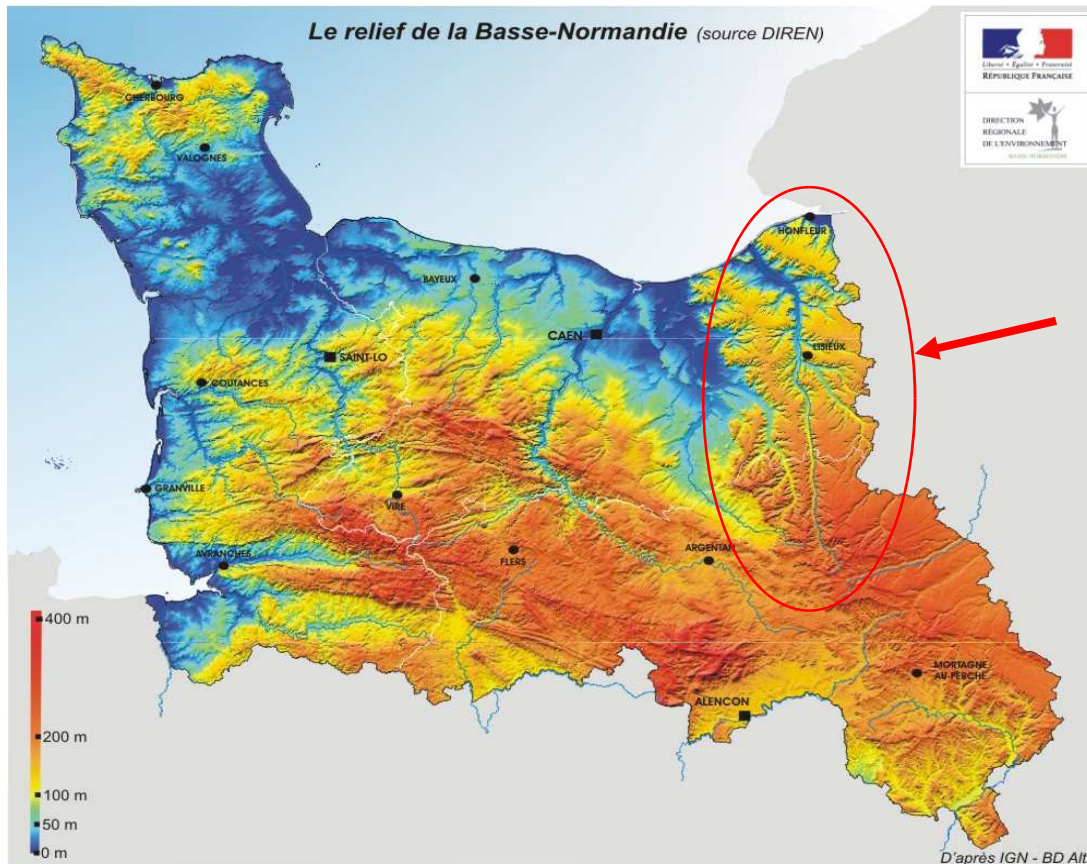 Le relief de la Basse-Normandie (source DIREN)
Liberté • Égalité • Fraternité
RÉPUBLIQUE FRANÇAISE
DIRECTION
RÉGIONALE
DE L'ENVIRONNEMENT
BASSE-NORMANDIE
CHERBOURG
VALOGNES
HONFLEUR
BAYEUX
CAEN
LISIEUX
SAINT-LO
COUTANCES
GRANVILLE
VIRE
AVRANCHES
FLERS
ARGENTAN
MORTAGNE
AU-PERCHE
ALENCON
400 m
200 m
100 m
50 m
0 m
D'après IGN - BD Alt